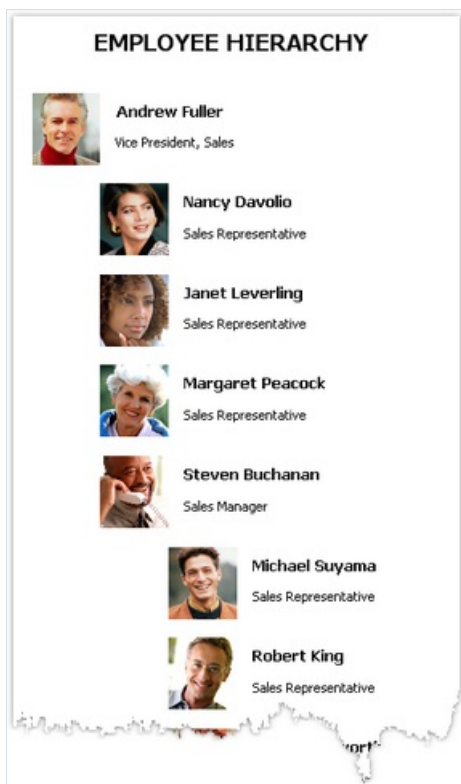 EMPLOYEE HIERARCHY
Andrew Fuller
Vice President, Sales
Nancy Davolio
Sales Representative
Janet Leverling
Sales Representative
Margaret Peacock
Sales Representative
Steven Buchanan
Sales Manager
Michael Suyama
Sales Representative
Robert King
Sales Representative